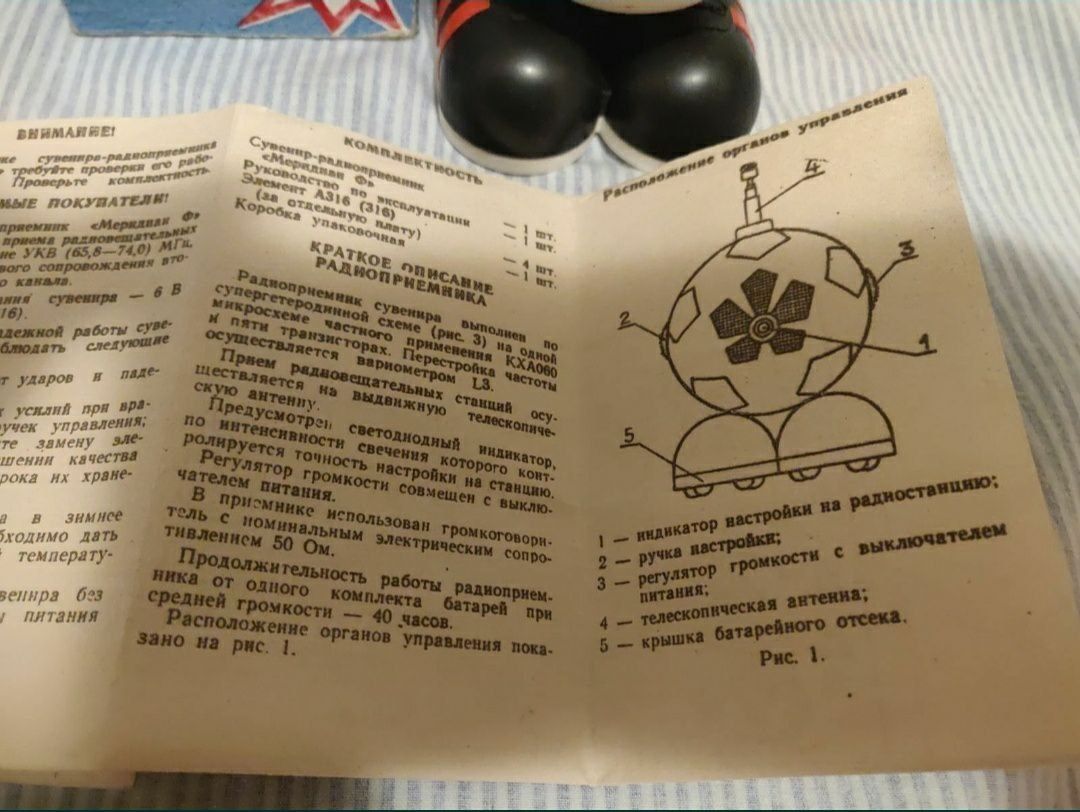 ВНИМАНИЕ!
сувенира-радиоприемника
требуйте проверки его рабо-
Проверьте комплектность
МЫЕ ПОКУПАТЕЛИ!
приемник «Меридиан Ф»
приема радиовещательных
УКВ (65,8—74,0) МГц,
вого сопровождения вто-
о канала.
ания сувенира — 6 В
адежной работы суве-
блюдать следующие
т ударов и паде-
усилий при вра-
учек управления;
те замену эле-
шении качества
рока их хране-
а в зимнее
бходимо дать
температу-
венира без
питания
КОМПЛЕКТНОСТЬ
Сувенир-радиоприемник
«Меридиан Ф» — 1 шт.
Руководство по эксплуатации — 1 шт.
Элемент А316 (316)
(за отдельную плату) — 4 шт.
Коробка упаковочная — 1 шт.
КРАТКОЕ ОПИСАНИЕ
РАДИОПРИЕМНИКА
Радиоприемник сувенира выполнен по
супергетеродинной схеме (рис. 3) на одной
микросхеме частного применения КХА060
и пяти транзисторах. Перестройка частоты
осуществляется вариометром L3.
Прием радиовещательных станций осу-
ществляется на выдвижную телескопиче-
скую антенну.
Предусмотрен светодиодный индикатор,
по интенсивности свечения которого конт-
ролируется точность настройки на станцию.
Регулятор громкости совмещен с выклю-
чателем питания.
В приемнике использован громкоговори-
тель с номинальным электрическим сопро-
тивлением 50 Ом.
Продолжительность работы радиоприем-
ника от одного комплекта батарей при
средней громкости — 40 часов.
Расположение органов управления пока-
зано на рис. 1.
Расположение органов управления
4
3
2
1
5
1 — индикатор настройки на радиостанцию;
2 — ручка настройки;
3 — регулятор громкости с выключателем
питания;
4 — телескопическая антенна;
5 — крышка батарейного отсека.
Рис. 1.